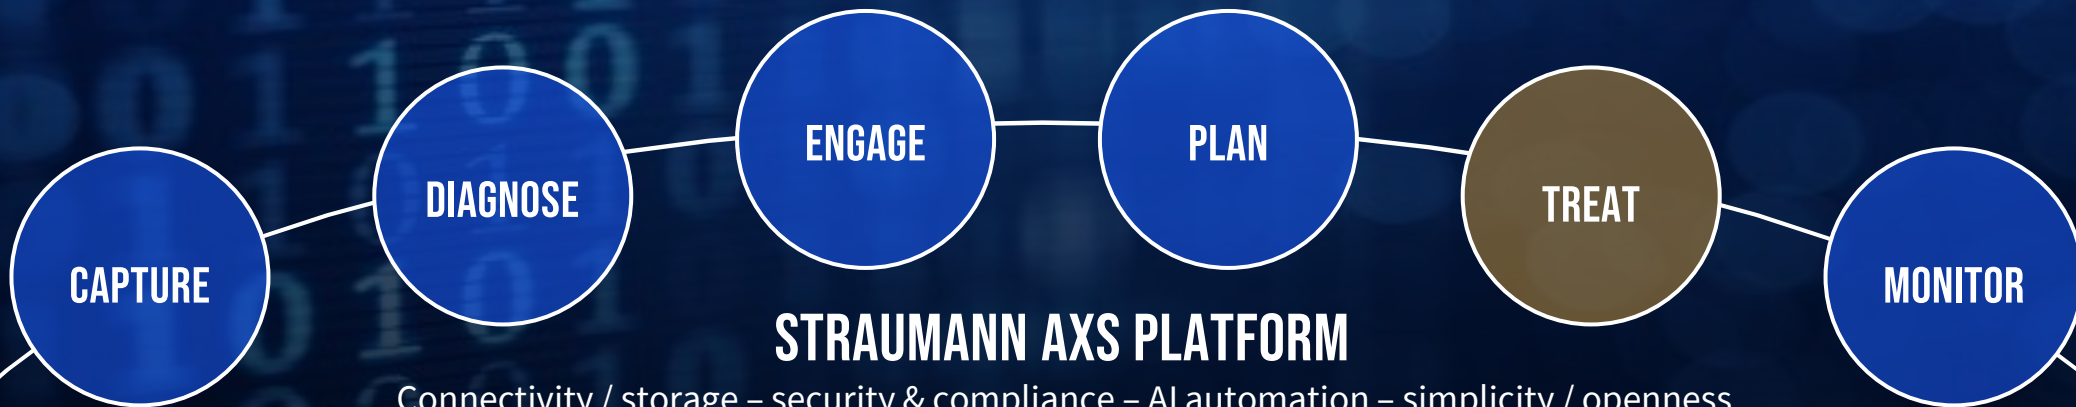 CAPTURE
DIAGNOSE
ENGAGE
PLAN
TREAT
MONITOR
STRAUMANN AXS PLATFORM
Connectivity / storage – security & compliance – AI automation – simplicity / openness